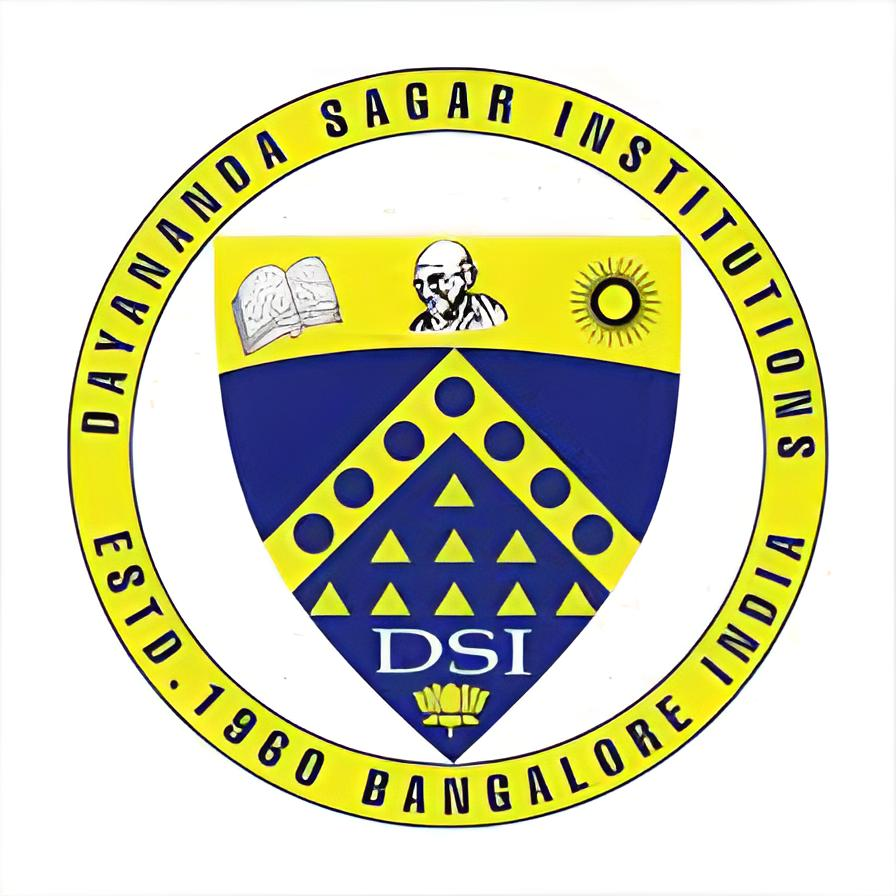 DAYANANDA SAGAR INSTITUTIONS
DSI
ESTD. 1960 BANGALORE INDIA